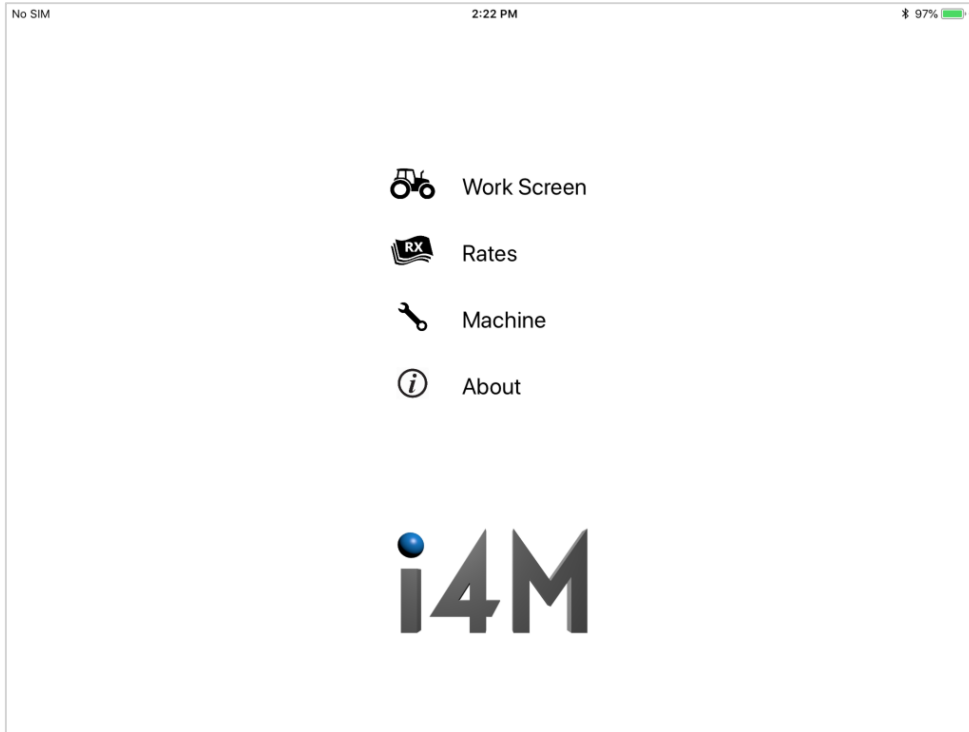 No SIM 2:22 PM 97%
Work Screen
RX
Rates
Machine
i
About
i4M